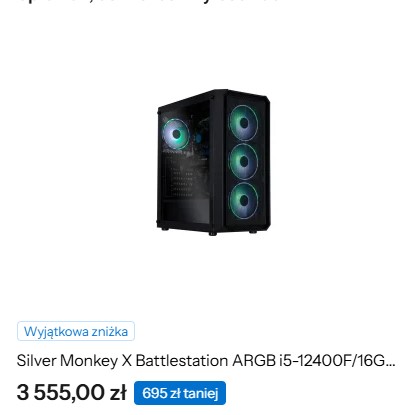 Wyjątkowa zniżka
Silver Monkey X Battlestation ARGB i5-12400F/16G...
3 555,00 zł
695 zł taniej